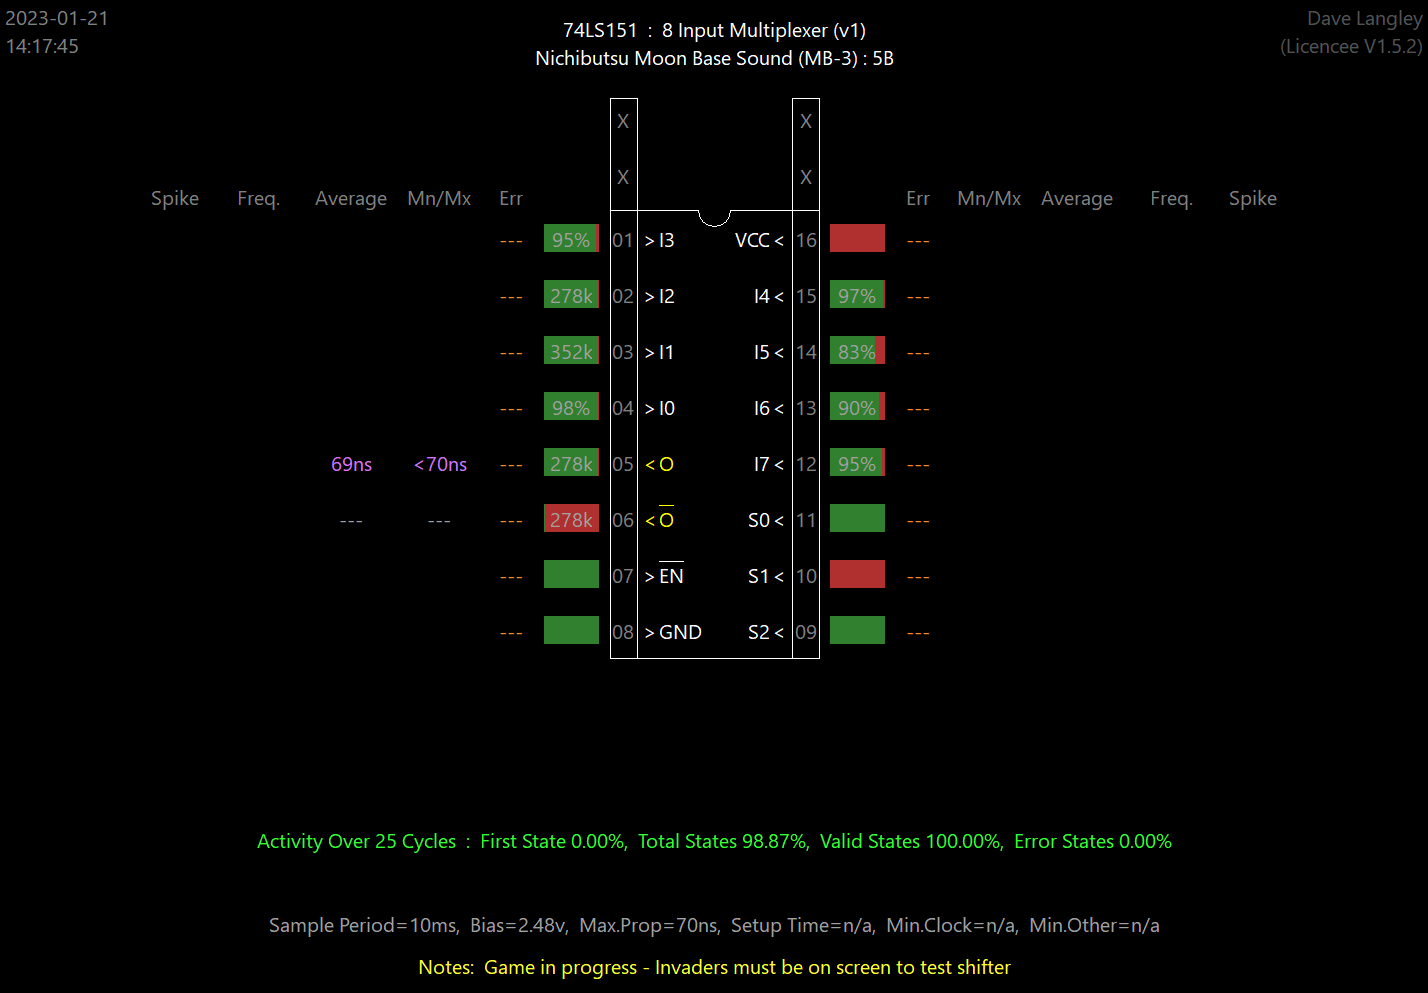 2023-01-21
14:17:45
74LS151 : 8 Input Multiplexer (v1)
Nichibutsu Moon Base Sound (MB-3) : 5B
Dave Langley
(Licencee V1.5.2)
X X
X X
Spike Freq. Average Mn/Mx Err Err Mn/Mx Average Freq. Spike
--- 95% 01 >I3 VCC< 16 ---
--- 278k 02 >I2 I4< 15 97% ---
--- 352k 03 >I1 I5< 14 83% ---
--- 98% 04 >I0 I6< 13 90% ---
69ns <70ns --- 278k 05 <O I7< 12 95% ---
--- --- --- 278k 06 <O̅ S0< 11 ---
--- 07 >E̅N̅ S1< 10 ---
--- 08 >GND S2< 09 ---
Activity Over 25 Cycles : First State 0.00%, Total States 98.87%, Valid States 100.00%, Error States 0.00%
Sample Period=10ms, Bias=2.48v, Max.Prop=70ns, Setup Time=n/a, Min.Clock=n/a, Min.Other=n/a
Notes: Game in progress - Invaders must be on screen to test shifter